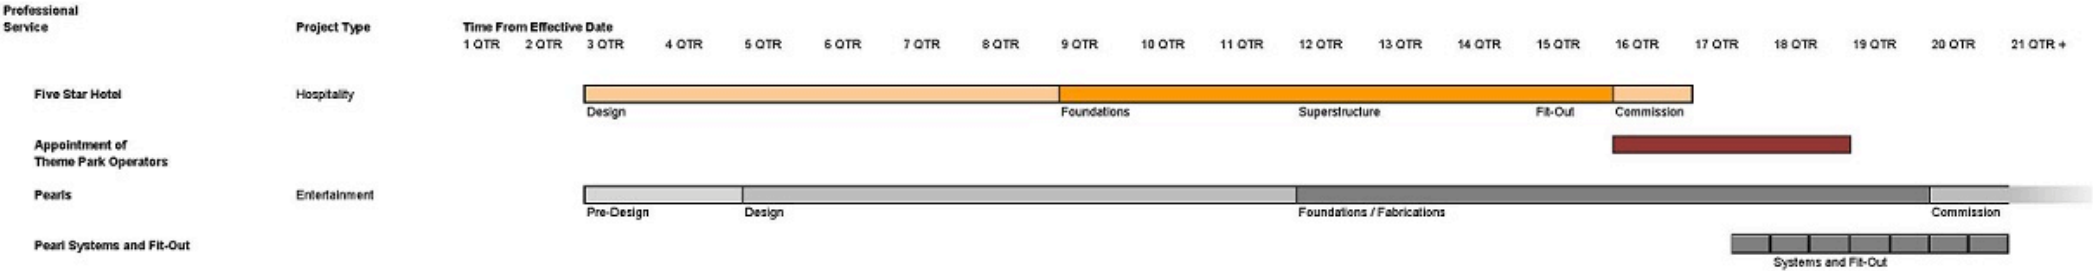 Professional
Service Project Type Time From Effective Date
1 QTR 2 QTR 3 QTR 4 QTR 5 QTR 6 QTR 7 QTR 8 QTR 9 QTR 10 QTR 11 QTR 12 QTR 13 QTR 14 QTR 15 QTR 16 QTR 17 QTR 18 QTR 19 QTR 20 QTR 21 QTR +
Five Star Hotel Hospitality
Design Foundations Superstructure Fit-Out Commission
Appointment of
Theme Park Operators
Pearls Entertainment
Pre-Design Design Foundations / Fabrications Commission
Pearl Systems and Fit-Out
Systems and Fit-Out